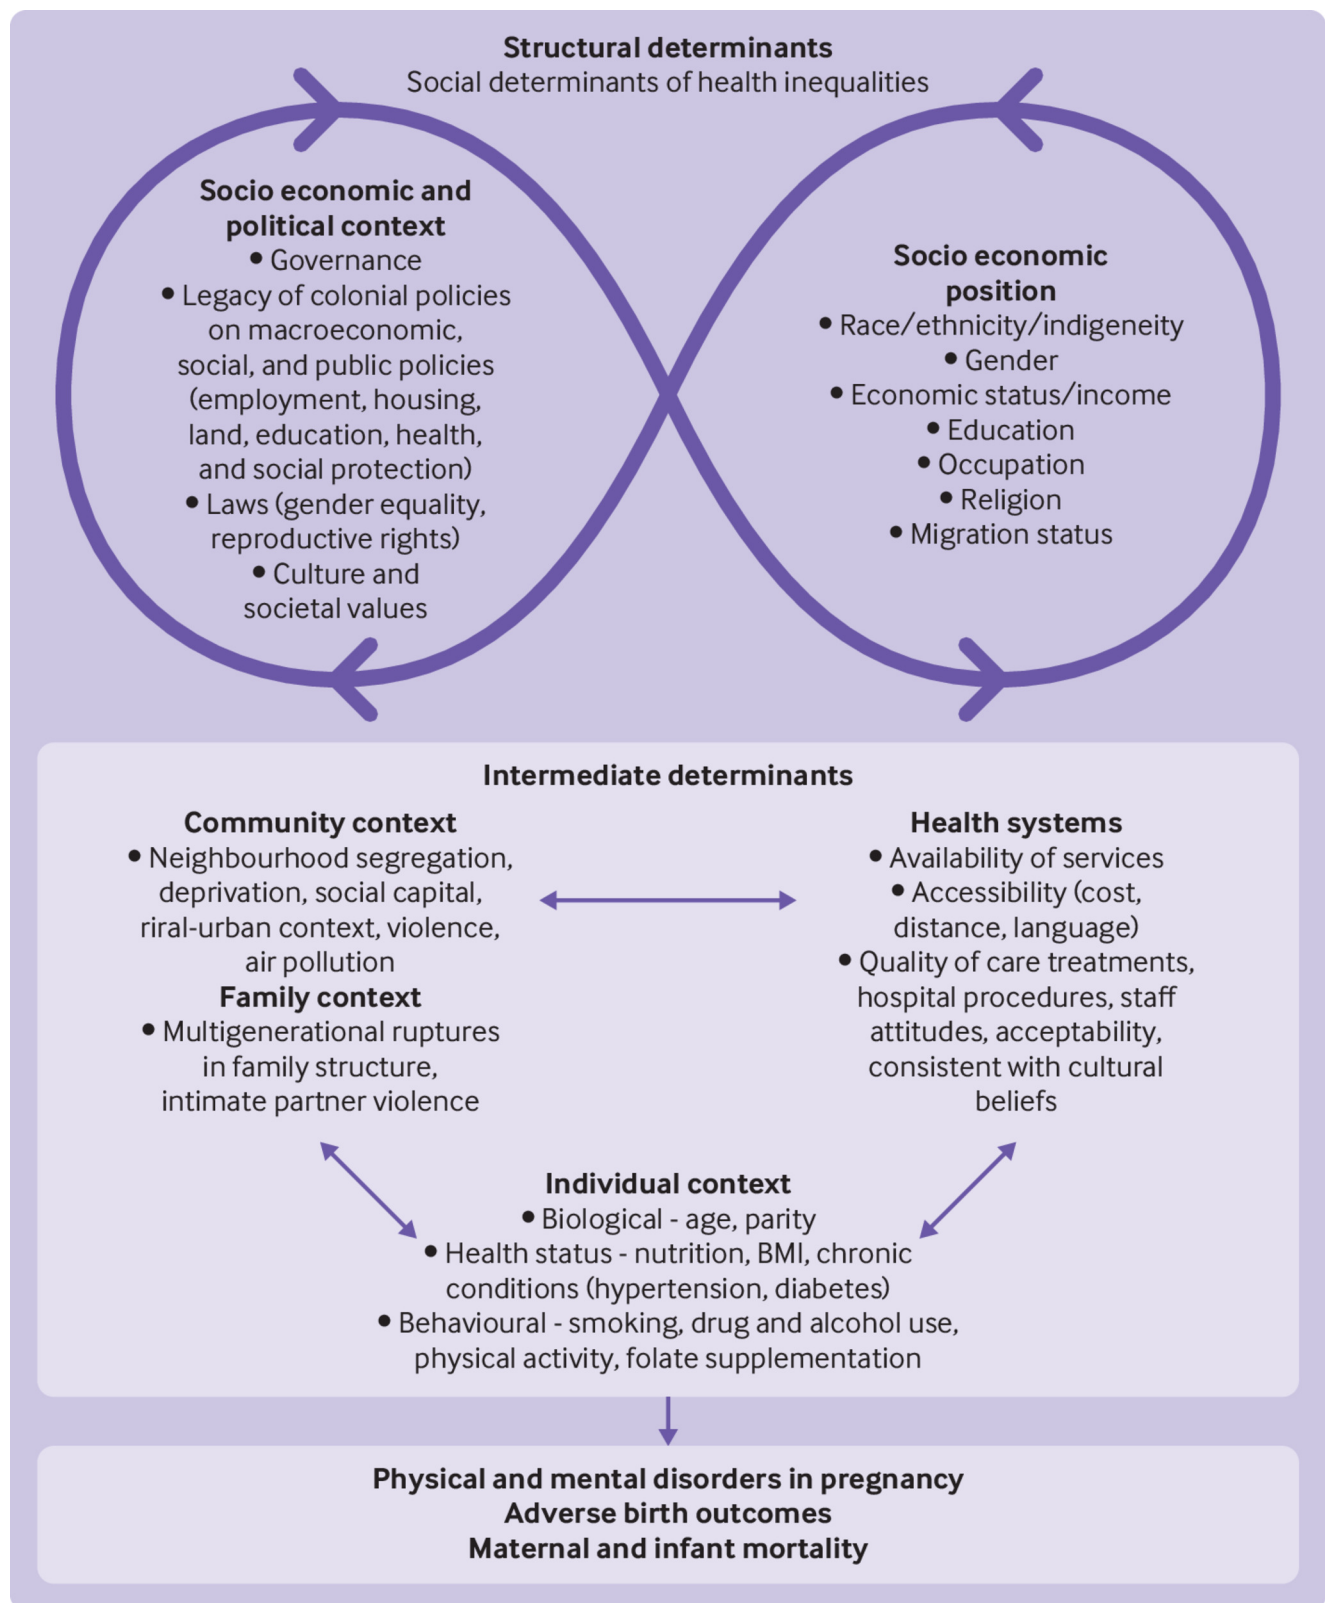 Structural determinants
Social determinants of health inequalities
Socio economic and
political context
• Governance
• Legacy of colonial policies
on macroeconomic,
social, and public policies
(employment, housing,
land, education, health,
and social protection)
• Laws (gender equality,
reproductive rights)
• Culture and
societal values
Socio economic
position
• Race/ethnicity/indigeneity
• Gender
• Economic status/income
• Education
• Occupation
• Religion
• Migration status
Intermediate determinants
Community context
• Neighbourhood segregation,
deprivation, social capital,
riral-urban context, violence,
air pollution
Family context
• Multigenerational ruptures
in family structure,
intimate partner violence
Health systems
• Availability of services
• Accessibility (cost,
distance, language)
• Quality of care treatments,
hospital procedures, staff
attitudes, acceptability,
consistent with cultural
beliefs
Individual context
• Biological - age, parity
• Health status - nutrition, BMI, chronic
conditions (hypertension, diabetes)
• Behavioural - smoking, drug and alcohol use,
physical activity, folate supplementation
Physical and mental disorders in pregnancy
Adverse birth outcomes
Maternal and infant mortality